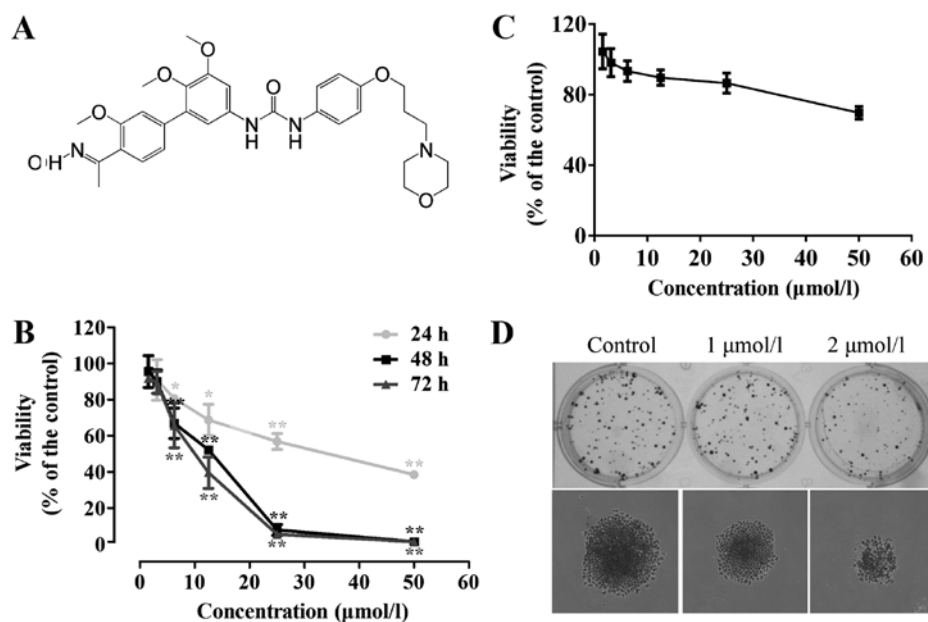 A
O
O
O
O
O
N
H
N
H
N
OH
N
O
B
120
100
80
60
40
20
0
Viability
(% of the control)
24 h
48 h
72 h
*
*
**
**
**
**
**
**
**
**
**
**
0
10
20
30
40
50
60
Concentration (µmol/l)
C
120
80
40
0
Viability
(% of the control)
0
10
20
30
40
50
60
Concentration (µmol/l)
D
Control
1 µmol/l
2 µmol/l